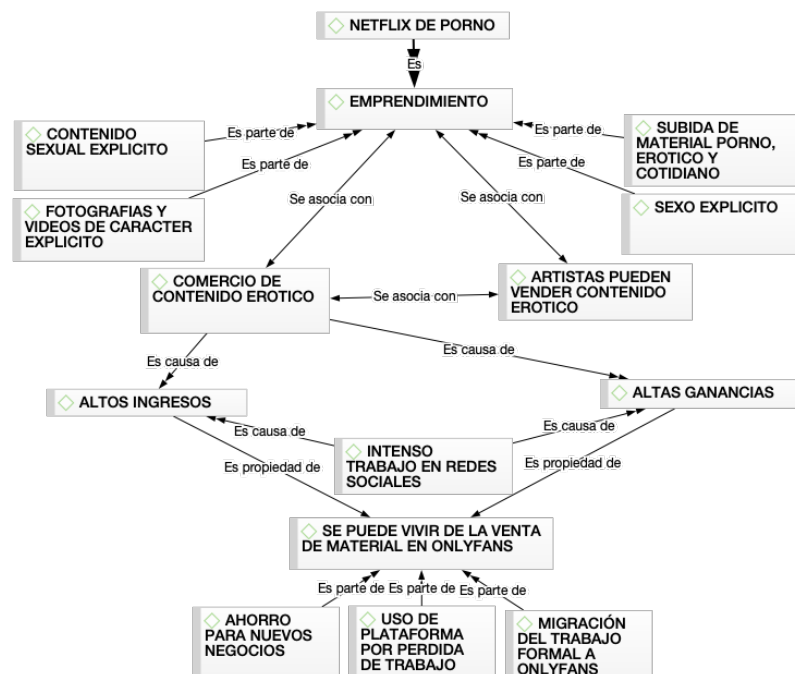 NETFLIX DE PORNO
Es
EMPRENDIMIENTO
CONTENIDO
SEXUAL EXPLICITO
Es parte de
Es parte de
SUBIDA DE
MATERIAL PORNO,
EROTICO Y
COTIDIANO
Es parte de
Es parte de
FOTOGRAFIAS Y
VIDEOS DE CARACTER
EXPLICITO
Se asocia con
Se asocia con
SEXO EXPLICITO
COMERCIO DE
CONTENIDO EROTICO
Se asocia con
ARTISTAS PUEDEN
VENDER CONTENIDO
EROTICO
Es causa de
Es causa de
ALTOS INGRESOS
ALTAS GANANCIAS
Es causa de
Es causa de
INTENSO
TRABAJO EN REDES
SOCIALES
Es propiedad de
Es propiedad de
SE PUEDE VIVIR DE LA VENTA
DE MATERIAL EN ONLYFANS
Es parte de
Es parte de
Es parte de
AHORRO
PARA NUEVOS
NEGOCIOS
USO DE
PLATAFORMA
POR PERDIDA
DE TRABAJO
MIGRACIÓN
DEL TRABAJO
FORMAL A
ONLYFANS